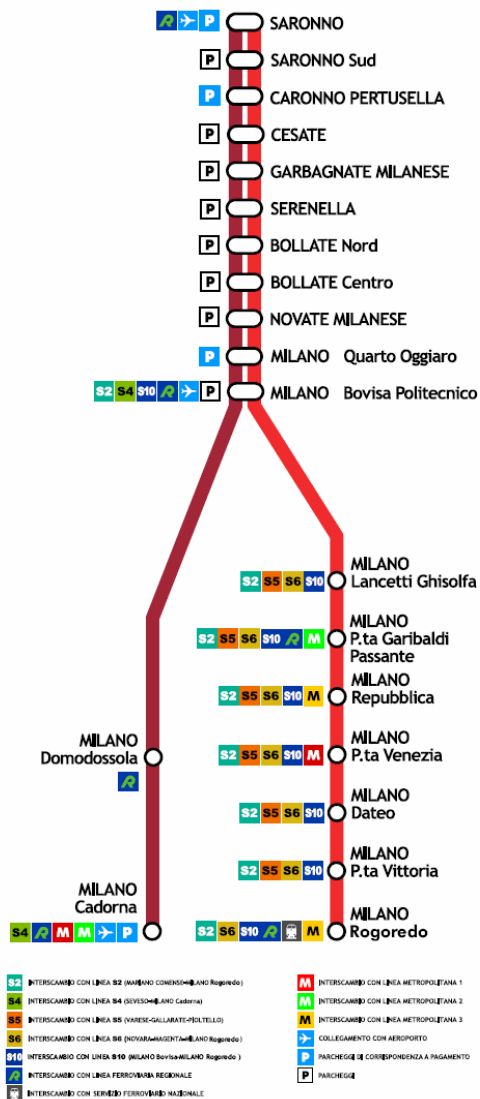 R P SARONNO
P SARONNO Sud
P CARONNO PERTUSELLA
P CESATE
P GARBAGNATE MILANESE
P SERENELLA
P BOLLATE Nord
P BOLLATE Centro
P NOVATE MILANESE
P MILANO Quarto Oggiaro
S2 S4 S10 R P MILANO Bovisa Politecnico
MILANO
S2 S5 S6 S10 Lancetti Ghisolfa
MILANO
S2 S5 S6 S10 R M P.ta Garibaldi
Passante
MILANO
S2 S5 S6 S10 M Repubblica
MILANO
S2 S5 S6 S10 M P.ta Venezia
MILANO
Domodossola
R
MILANO
S2 S5 S6 S10 Dateo
MILANO
S2 S5 S6 S10 P.ta Vittoria
MILANO
Cadorna
S4 R M M P
MILANO
S2 S6 S10 R M Rogoredo
S2 INTERSCAMBIO CON LINEA S2 (MARIANO COMENSE-MILANO Rogoredo)
S4 INTERSCAMBIO CON LINEA S4 (SEVESO-MILANO Cadorna)
S5 INTERSCAMBIO CON LINEA S5 (VARESE-GALLARATE-PIOLTELLO)
S6 INTERSCAMBIO CON LINEA S6 (NOVARA-MAGENTA-MILANO Rogoredo)
S10 INTERSCAMBIO CON LINEA S10 (MILANO Bovisa-MILANO Rogoredo )
R INTERSCAMBIO CON LINEA FERROVIARIA REGIONALE
INTERSCAMBIO CON SERVIZIO FERROVIARIO NAZIONALE
M INTERSCAMBIO CON LINEA METROPOLITANA 1
M INTERSCAMBIO CON LINEA METROPOLITANA 2
M INTERSCAMBIO CON LINEA METROPOLITANA 3
COLLEGAMENTO CON AEROPORTO
P PARCHEGGI DI CORRISPONDENZA A PAGAMENTO
P PARCHEGGI